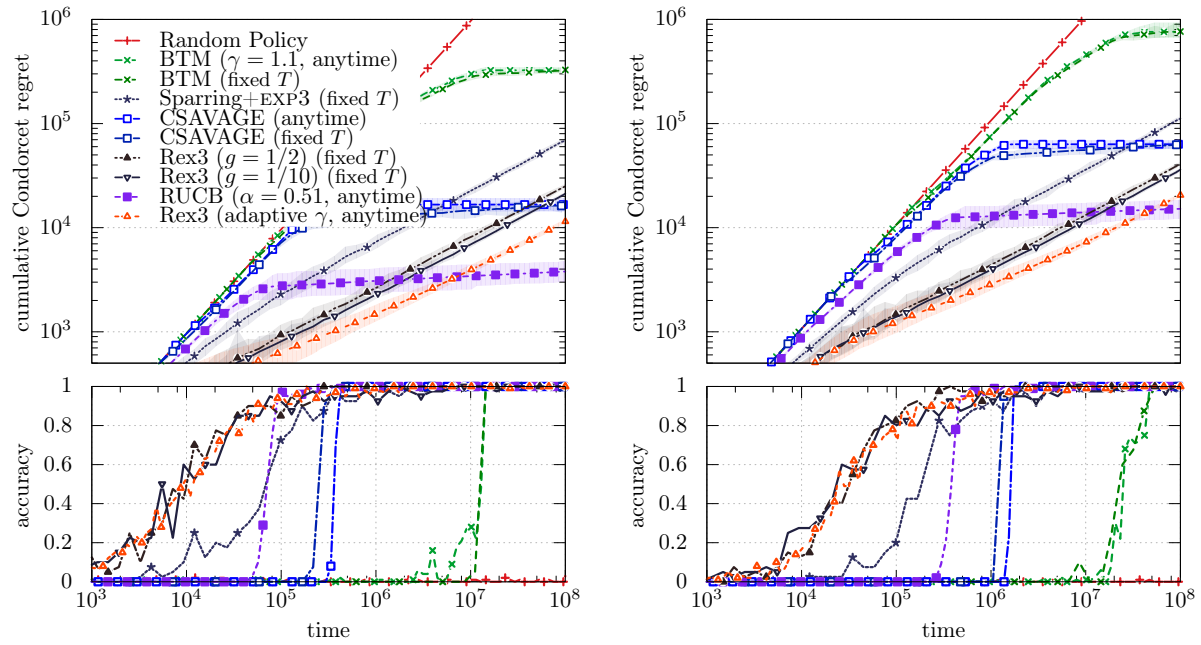 10^6
10^5
10^4
10^3
cumulative Condorcet regret
Random Policy
BTM (γ = 1.1, anytime)
BTM (fixed T)
Sparring+EXP3 (fixed T)
CSAVAGE (anytime)
CSAVAGE (fixed T)
Rex3 (g = 1/2) (fixed T)
Rex3 (g = 1/10) (fixed T)
RUCB (α = 0.51, anytime)
Rex3 (adaptive γ, anytime
1
0.8
0.6
0.4
0.2
0
accuracy
10^3 10^4 10^5 10^6 10^7 10^8
time
10^6
10^5
10^4
10^3
cumulative Condorcet regret
1
0.8
0.6
0.4
0.2
0
accuracy
10^3 10^4 10^5 10^6 10^7 10^8
time